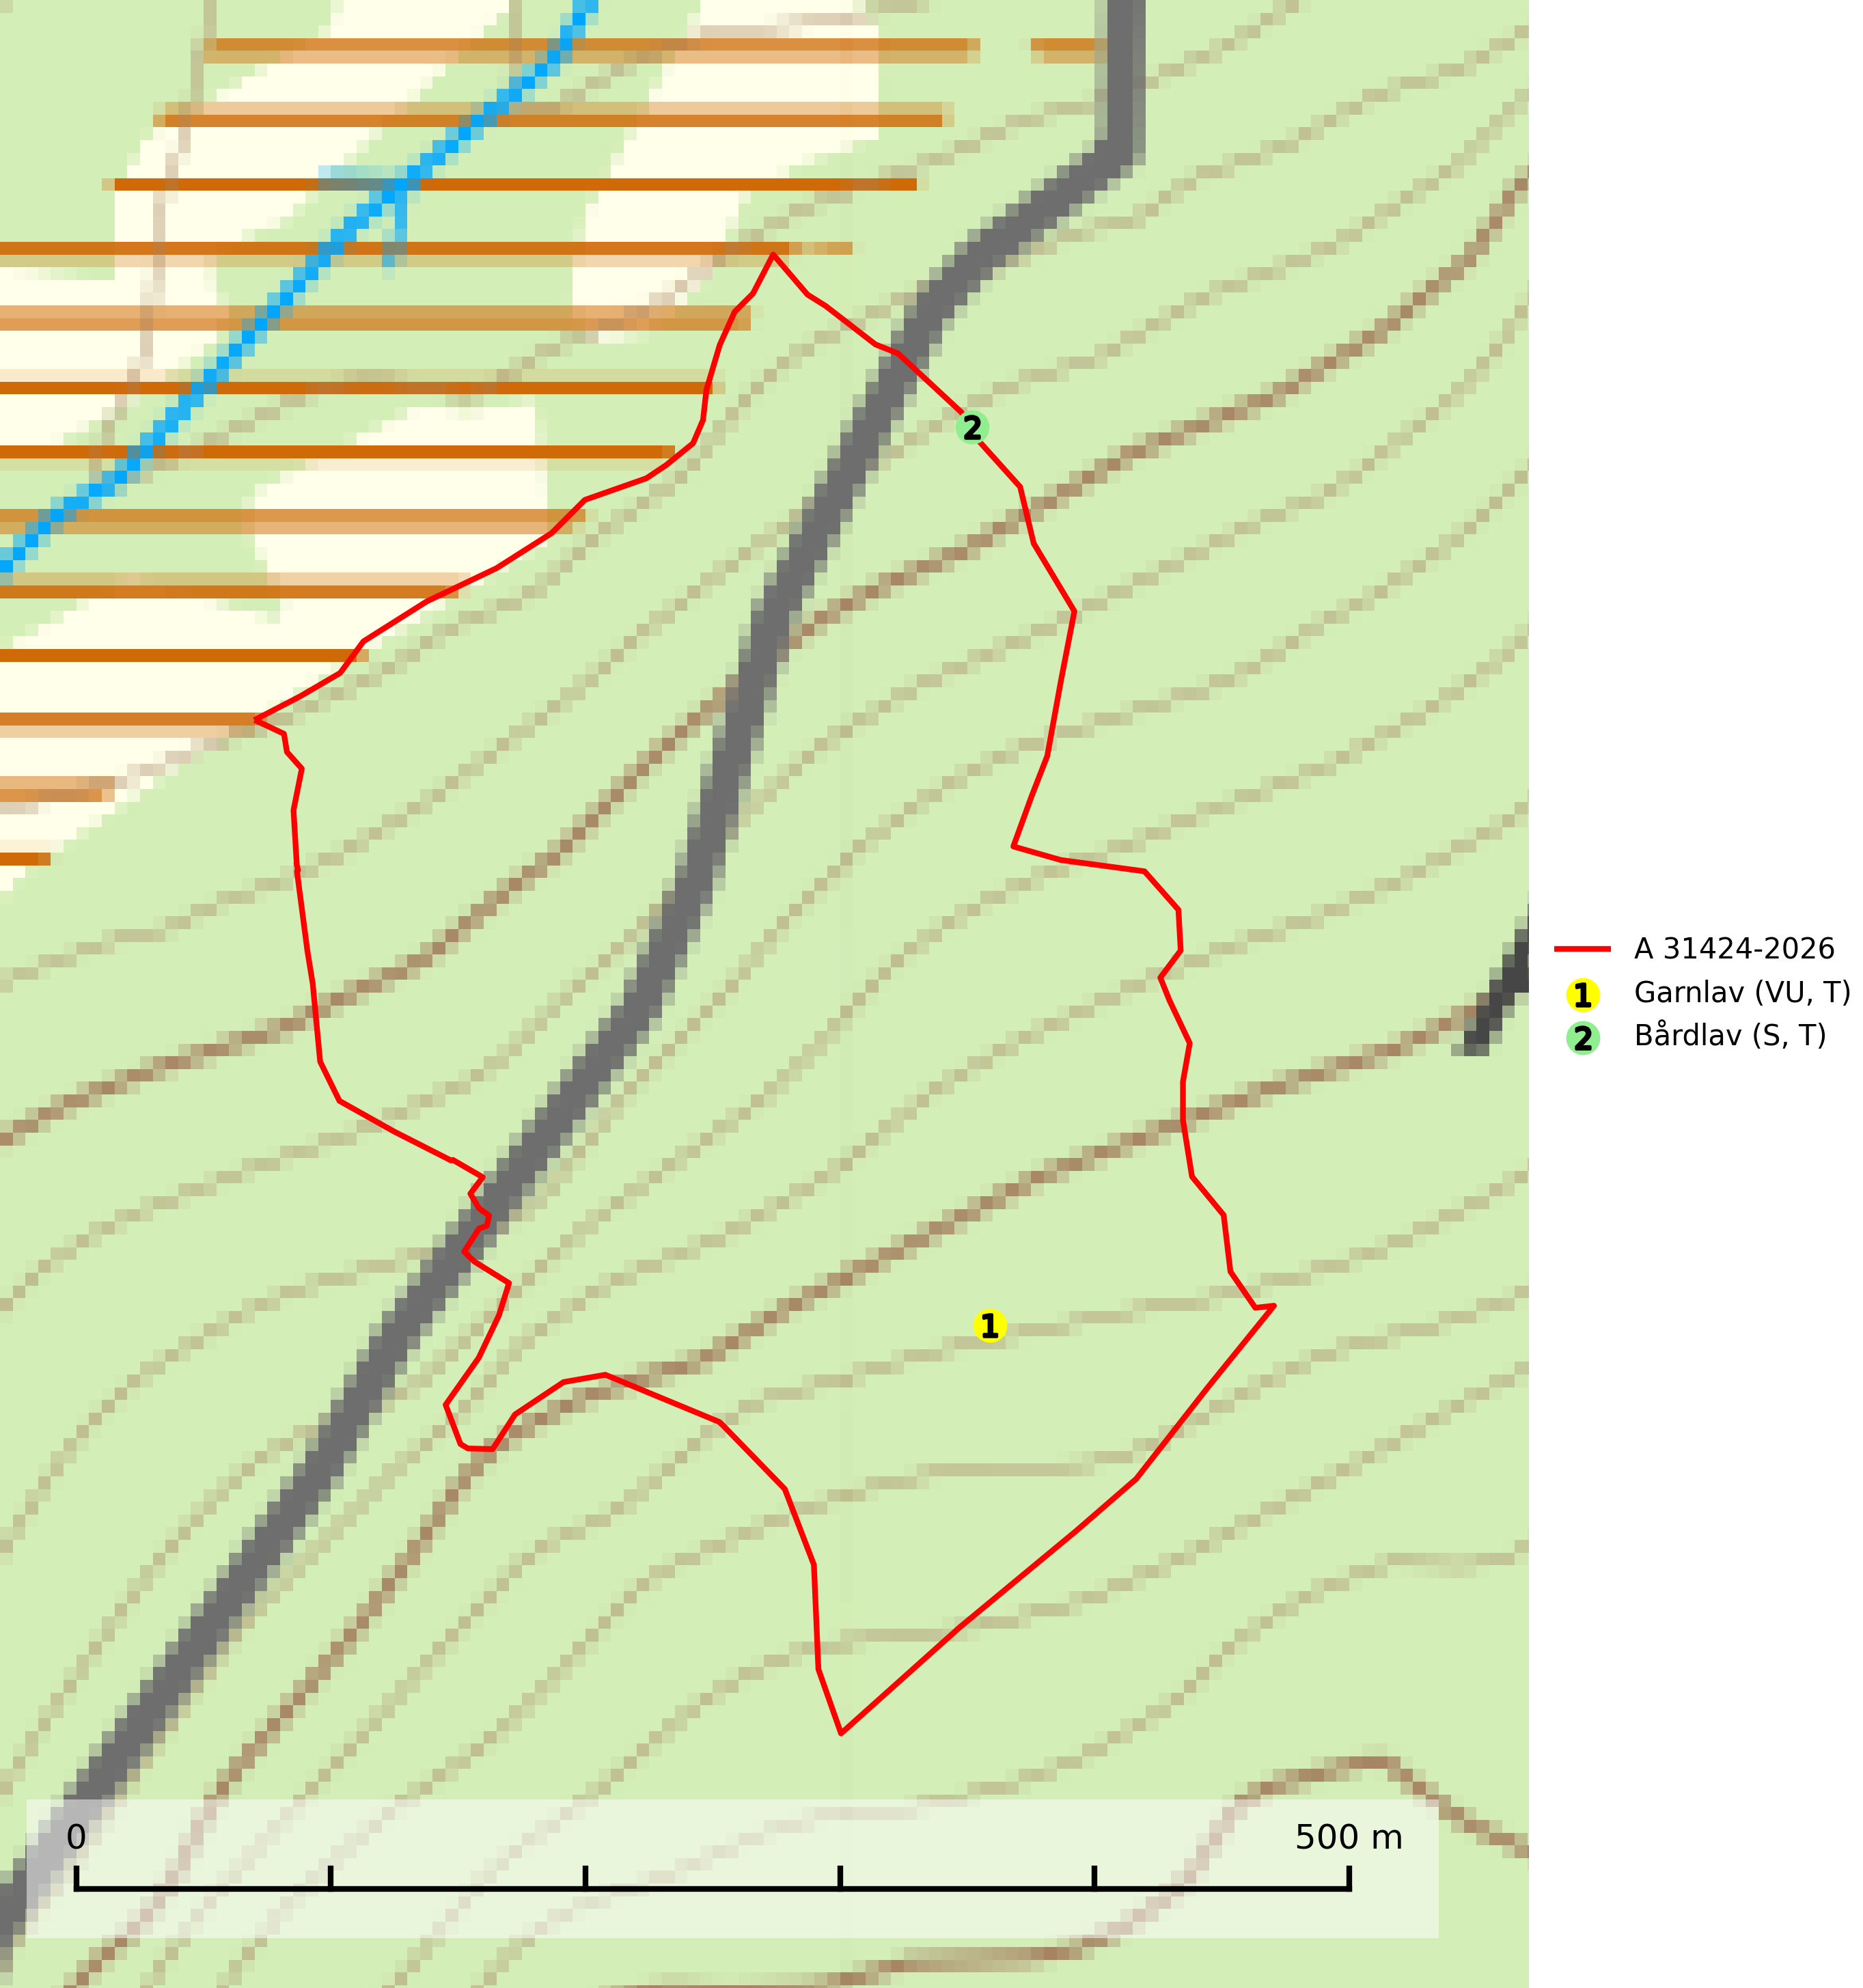 2
1
A 31424-2026
1 Garnlav (VU, T)
2 Bårdlav (S, T)
0 500 m